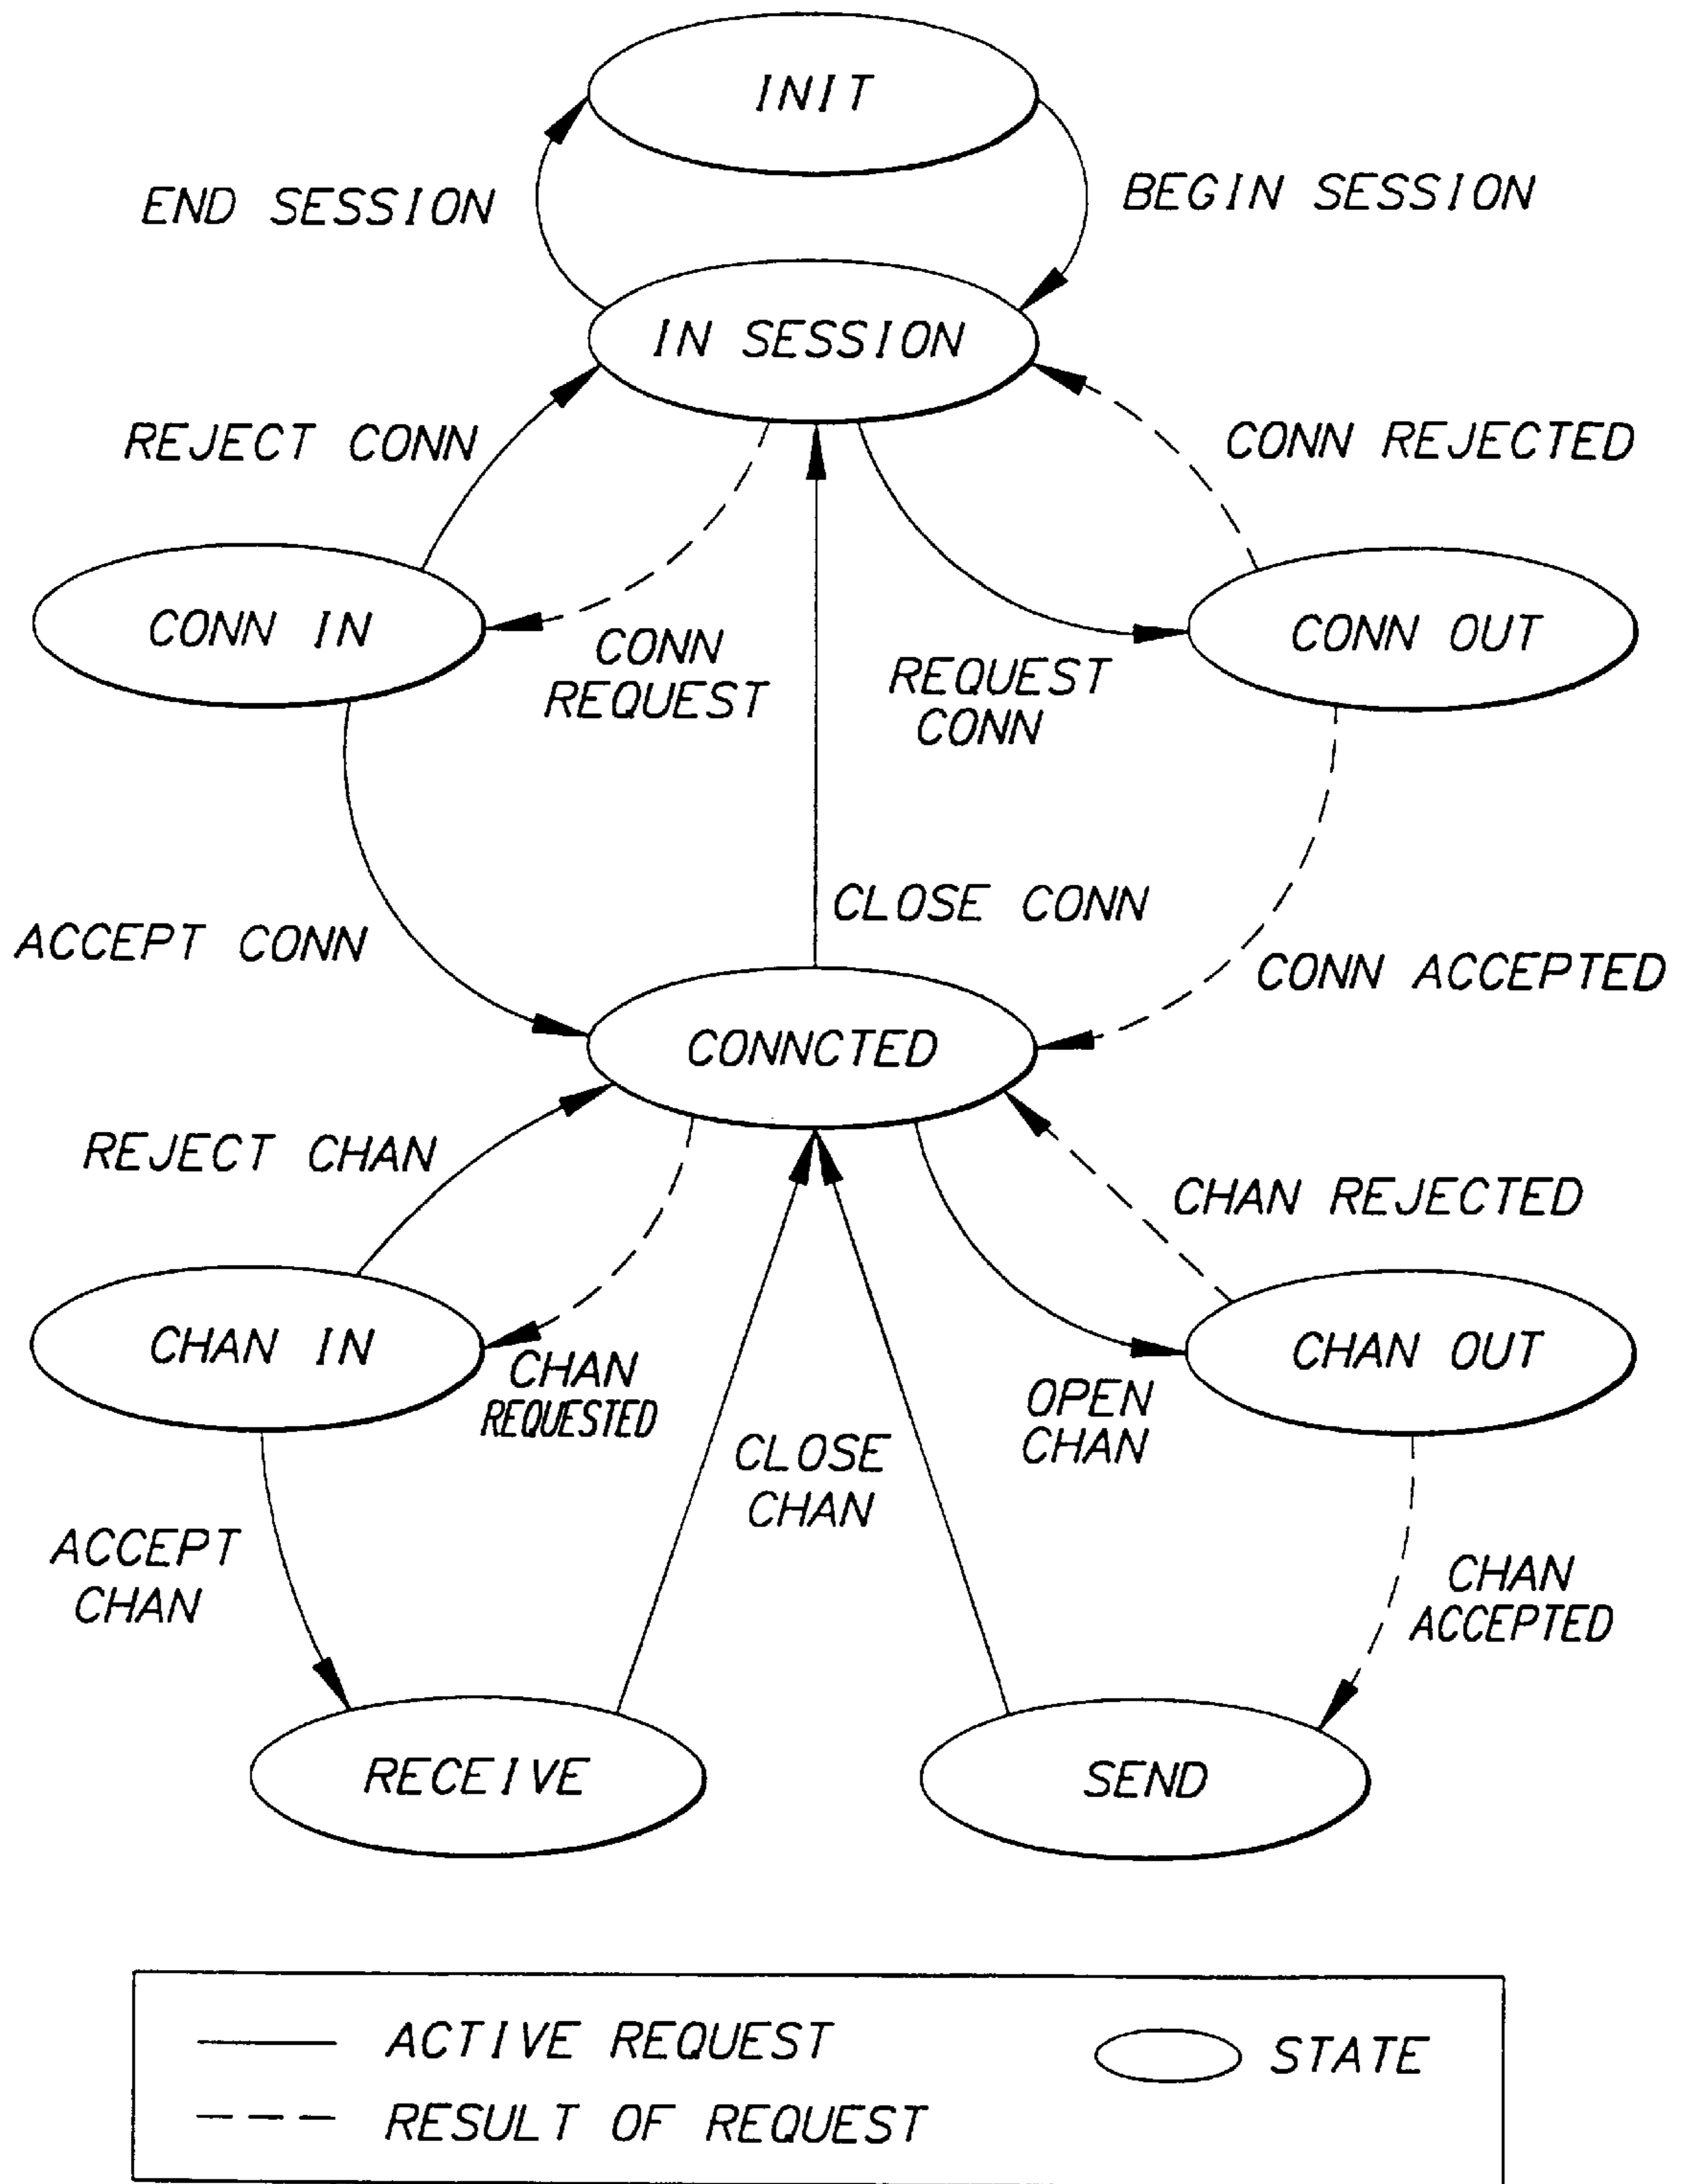 INIT
END SESSION
BEGIN SESSION
IN SESSION
REJECT CONN
CONN REJECTED
CONN IN
CONN
REQUEST
REQUEST
CONN
CONN OUT
CLOSE CONN
ACCEPT CONN
CONN ACCEPTED
CONNCTED
REJECT CHAN
CHAN REJECTED
CHAN IN
CHAN
REQUESTED
OPEN
CHAN
CHAN OUT
CLOSE
CHAN
ACCEPT
CHAN
CHAN
ACCEPTED
RECEIVE
SEND
ACTIVE REQUEST
STATE
RESULT OF REQUEST